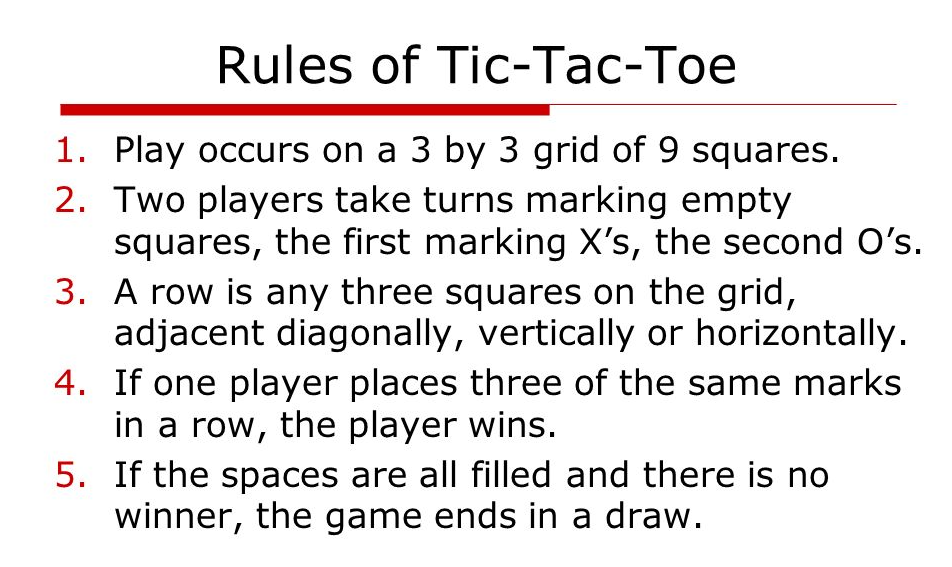 Rules of Tic-Tac-Toe
1. Play occurs on a 3 by 3 grid of 9 squares.
2. Two players take turns marking empty
squares, the first marking X’s, the second O’s.
3. A row is any three squares on the grid,
adjacent diagonally, vertically or horizontally.
4. If one player places three of the same marks
in a row, the player wins.
5. If the spaces are all filled and there is no
winner, the game ends in a draw.